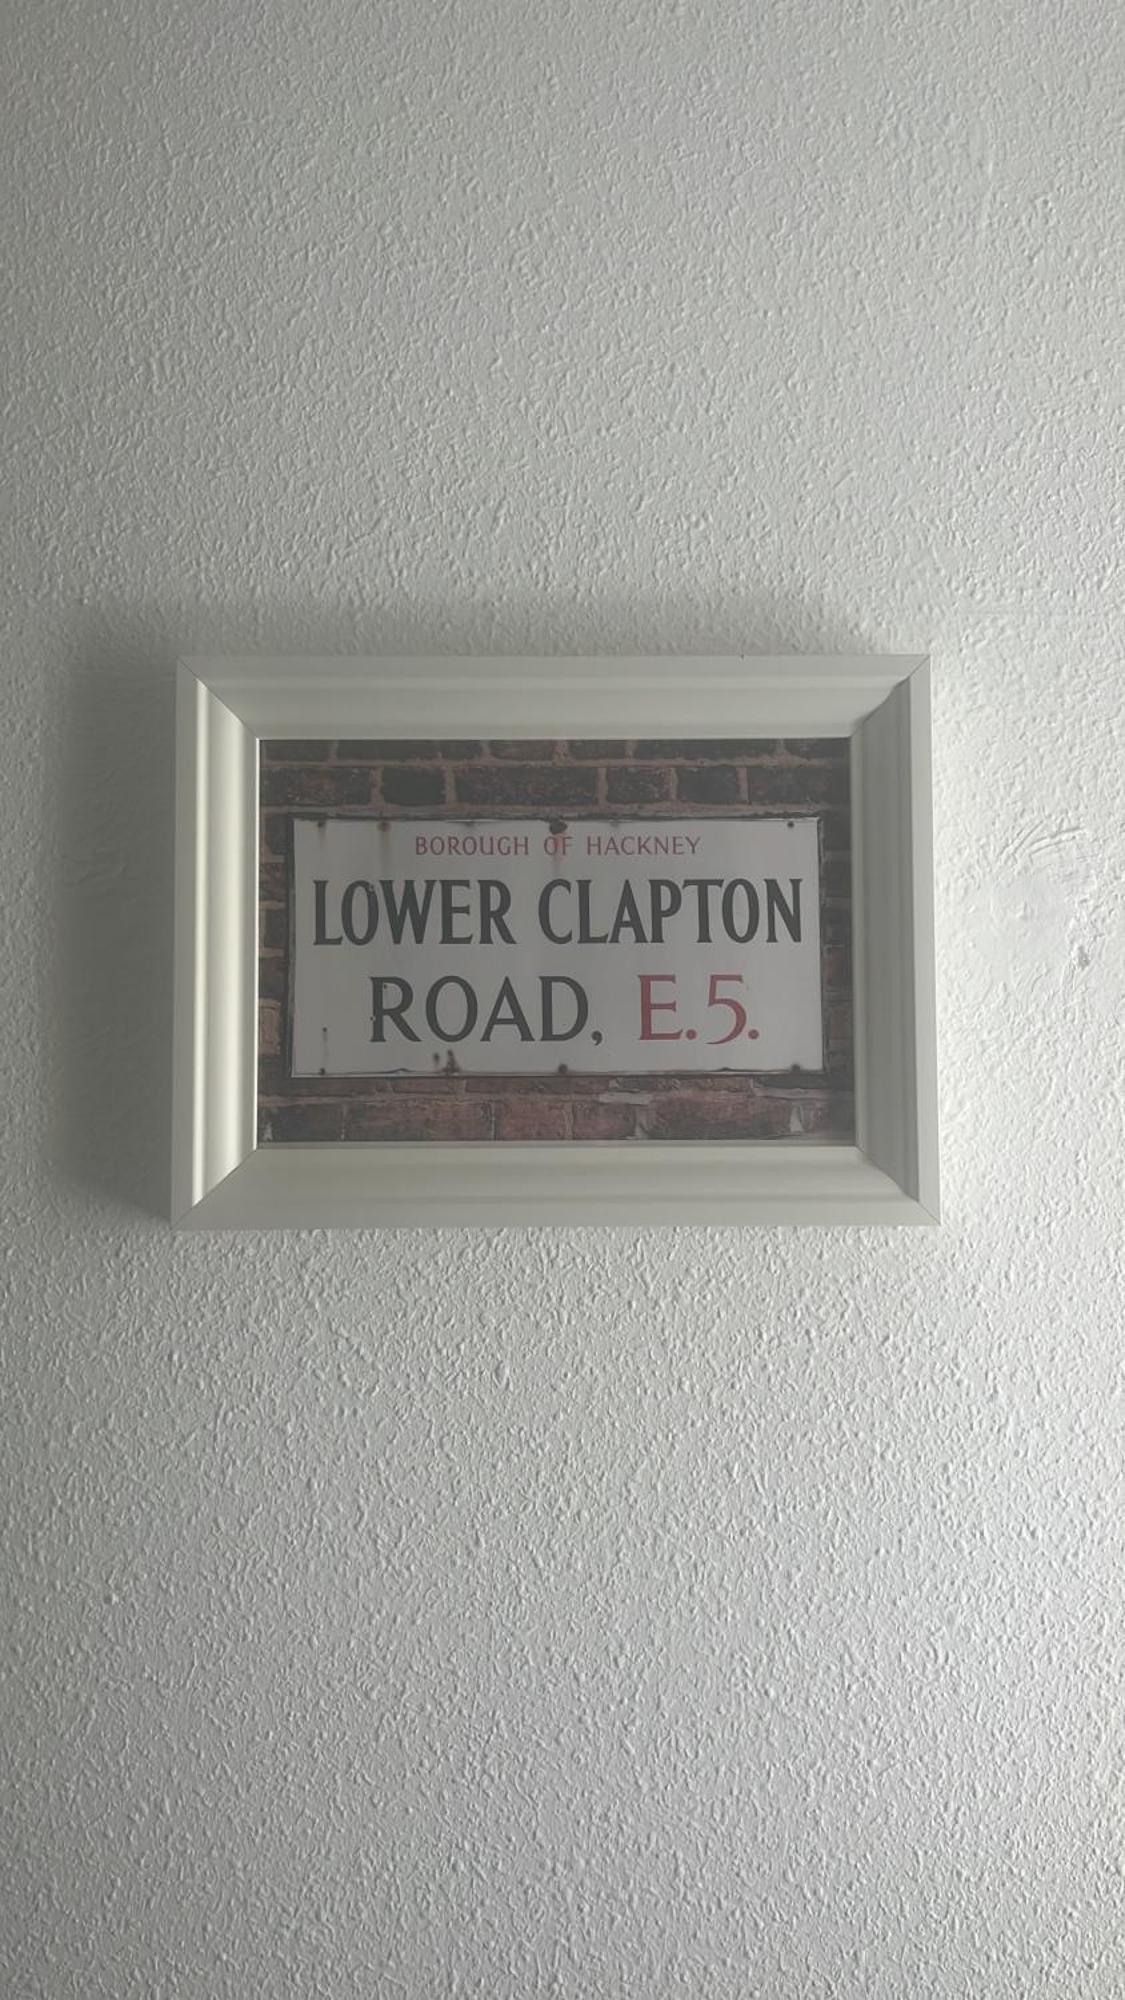 BOROUGH OF HACKNEY
LOWER CLAPTON
ROAD, E.5.